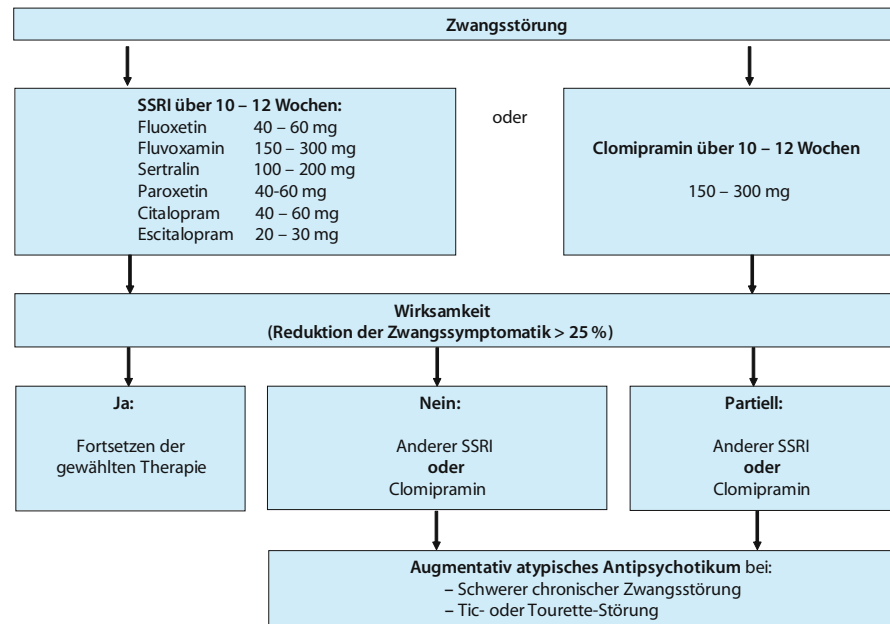 Zwangsstörung
SSRI über 10 – 12 Wochen:
Fluoxetin 40 – 60 mg
Fluvoxamin 150 – 300 mg
Sertralin 100 – 200 mg
Paroxetin 40-60 mg
Citalopram 40 – 60 mg
Escitalopram 20 – 30 mg
oder
Clomipramin über 10 – 12 Wochen
150 – 300 mg
Wirksamkeit
(Reduktion der Zwangssymptomatik > 25 %)
Ja:
Fortsetzen der
gewählten Therapie
Nein:
Anderer SSRI
oder
Clomipramin
Partiell:
Anderer SSRI
oder
Clomipramin
Augmentativ atypisches Antipsychotikum bei:
– Schwerer chronischer Zwangsstörung
– Tic- oder Tourette-Störung